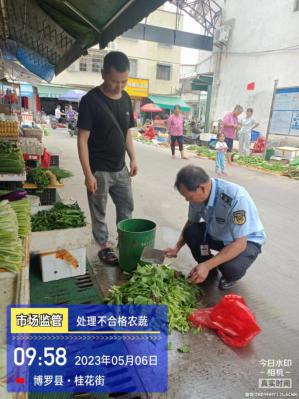 市场监管
处理不合格蔬菜
09:58
2023年05月06日
博罗县·桂花街
今日水印
相机
真实时间